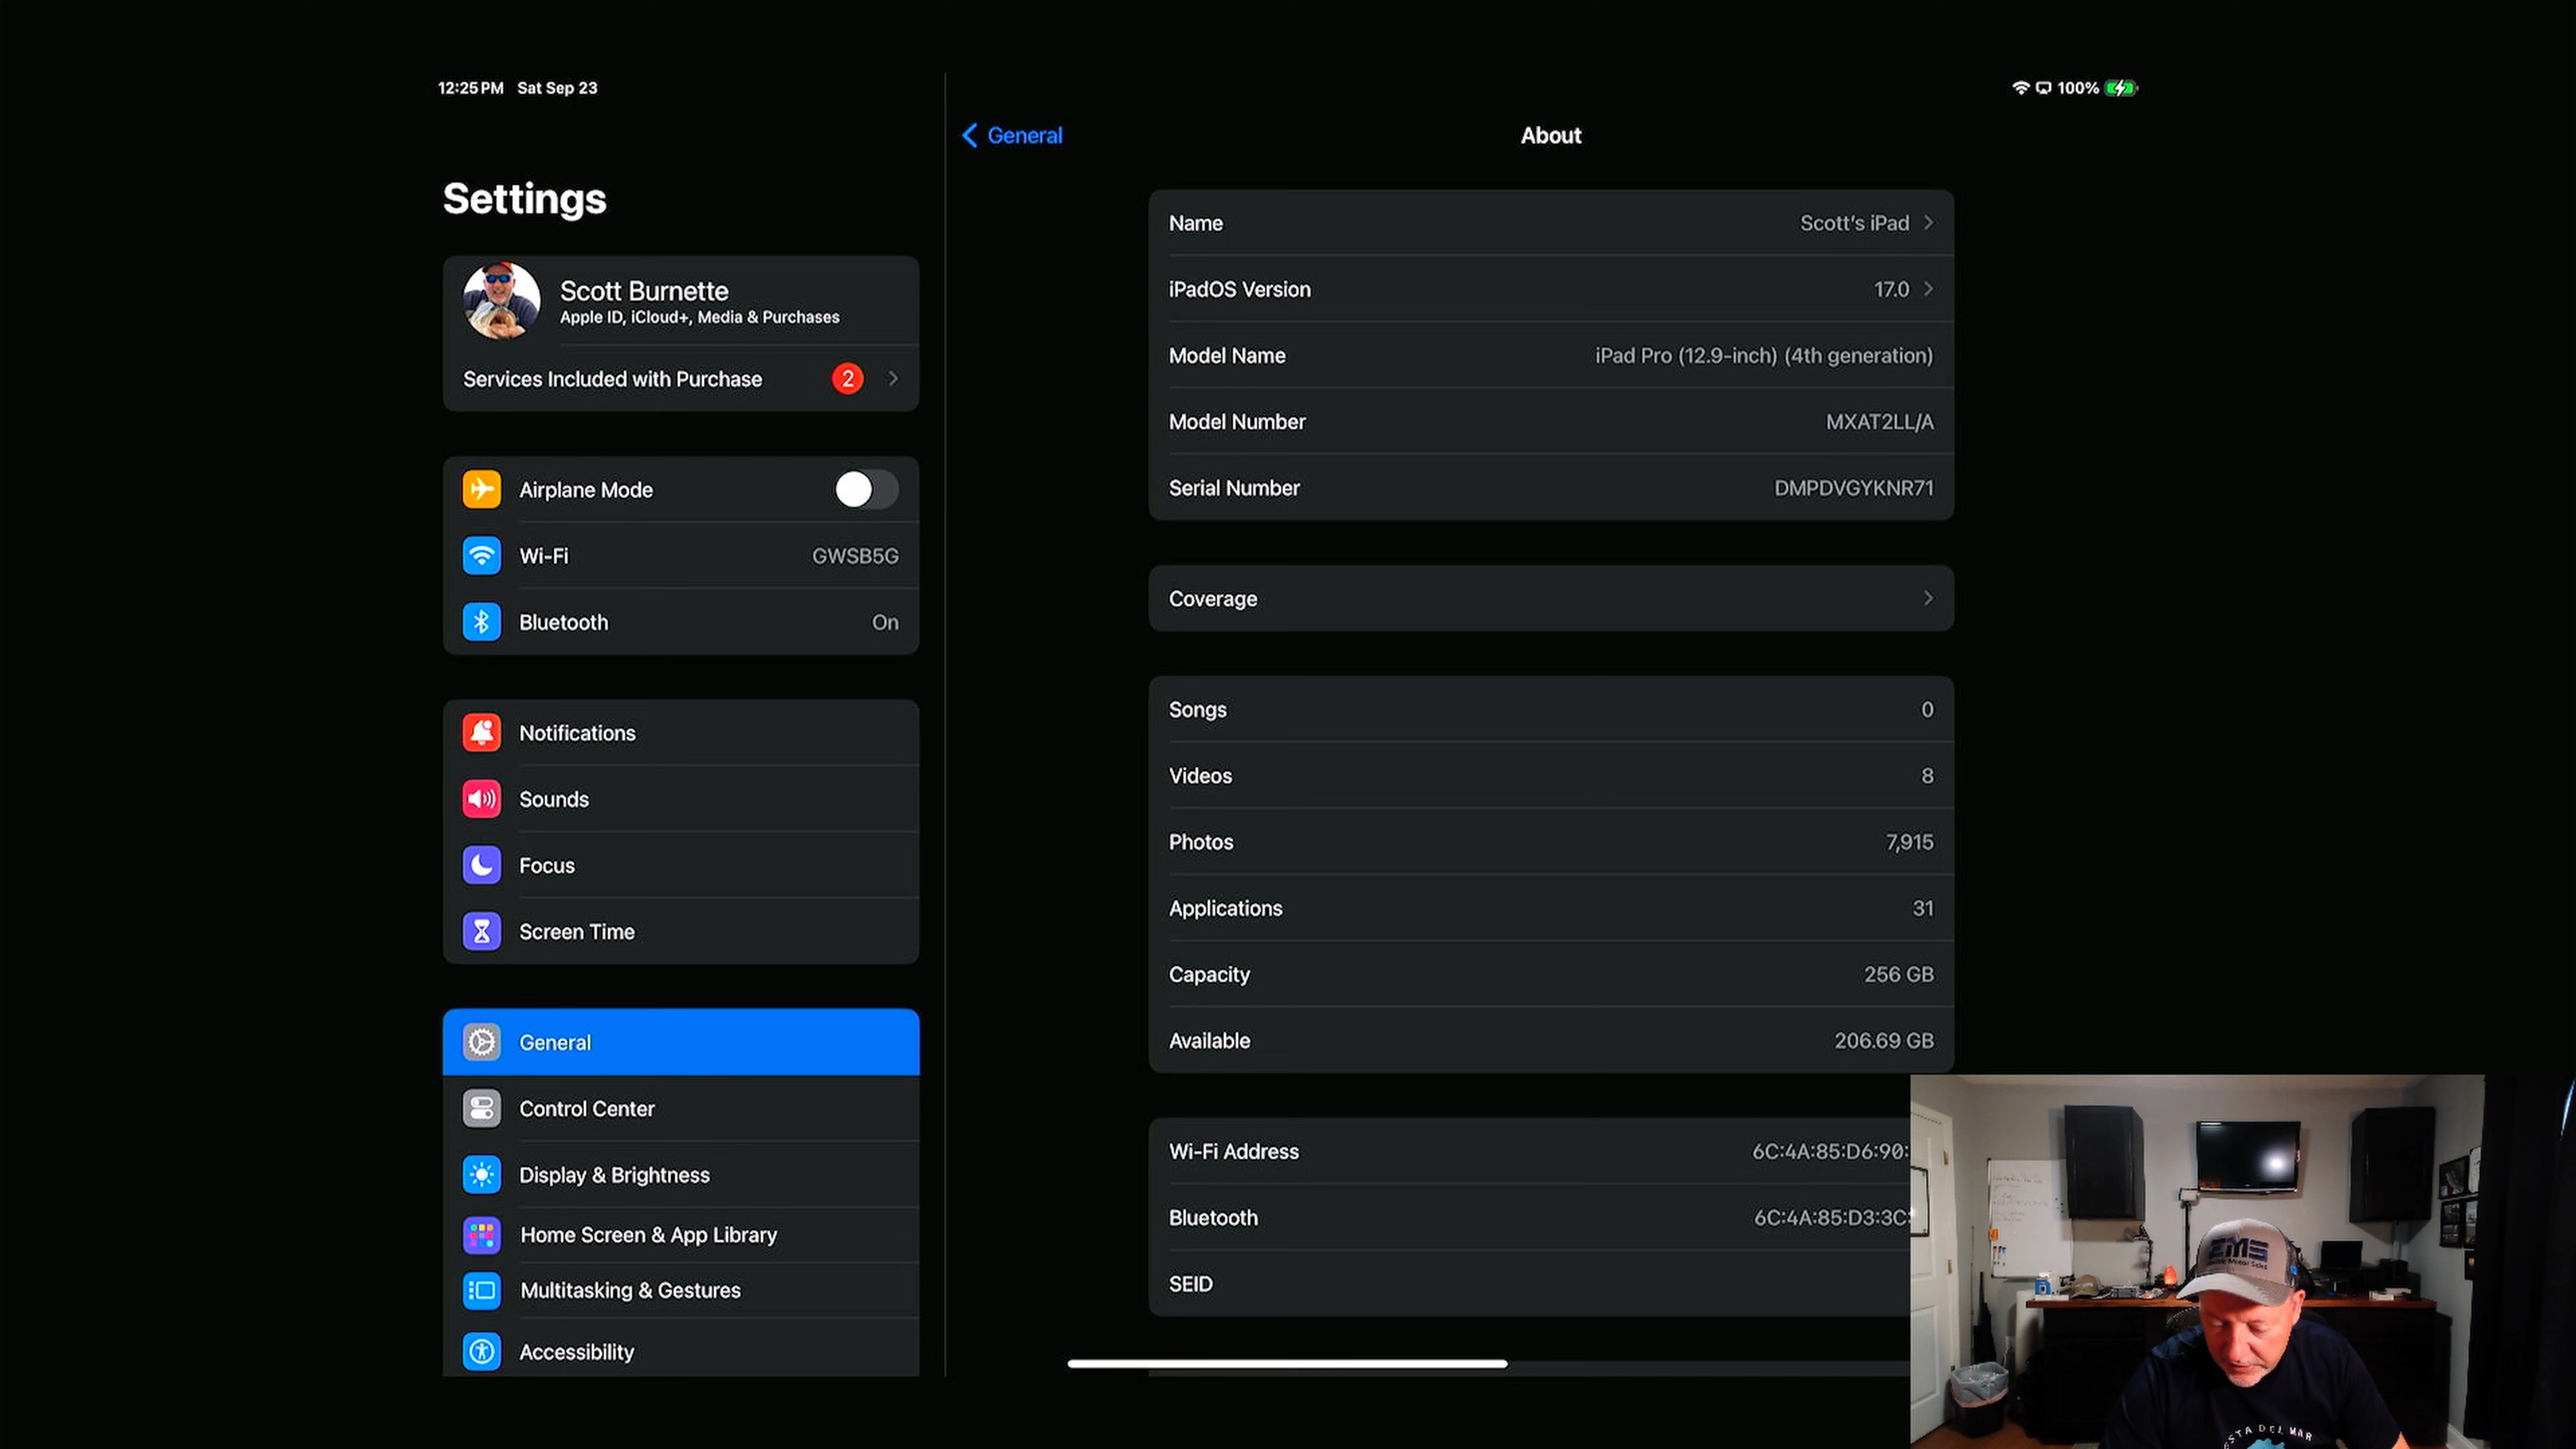 12:25 PM Sat Sep 23
100%
Settings
Scott Burnette
Apple ID, iCloud+, Media & Purchases
Services Included with Purchase 2
Airplane Mode
Wi-Fi GWSB5G
Bluetooth On
Notifications
Sounds
Focus
Screen Time
General
Control Center
Display & Brightness
Home Screen & App Library
Multitasking & Gestures
Accessibility
General
About
Name Scott's iPad
iPadOS Version 17.0
Model Name iPad Pro (12.9-inch) (4th generation)
Model Number MXAT2LL/A
Serial Number DMPDVGYKNR71
Coverage
Songs 0
Videos 8
Photos 7,915
Applications 31
Capacity 256 GB
Available 206.69 GB
Wi-Fi Address 6C:4A:85:D6:90:
Bluetooth 6C:4A:85:D3:3C:
SEID
EMS
DEL MAR